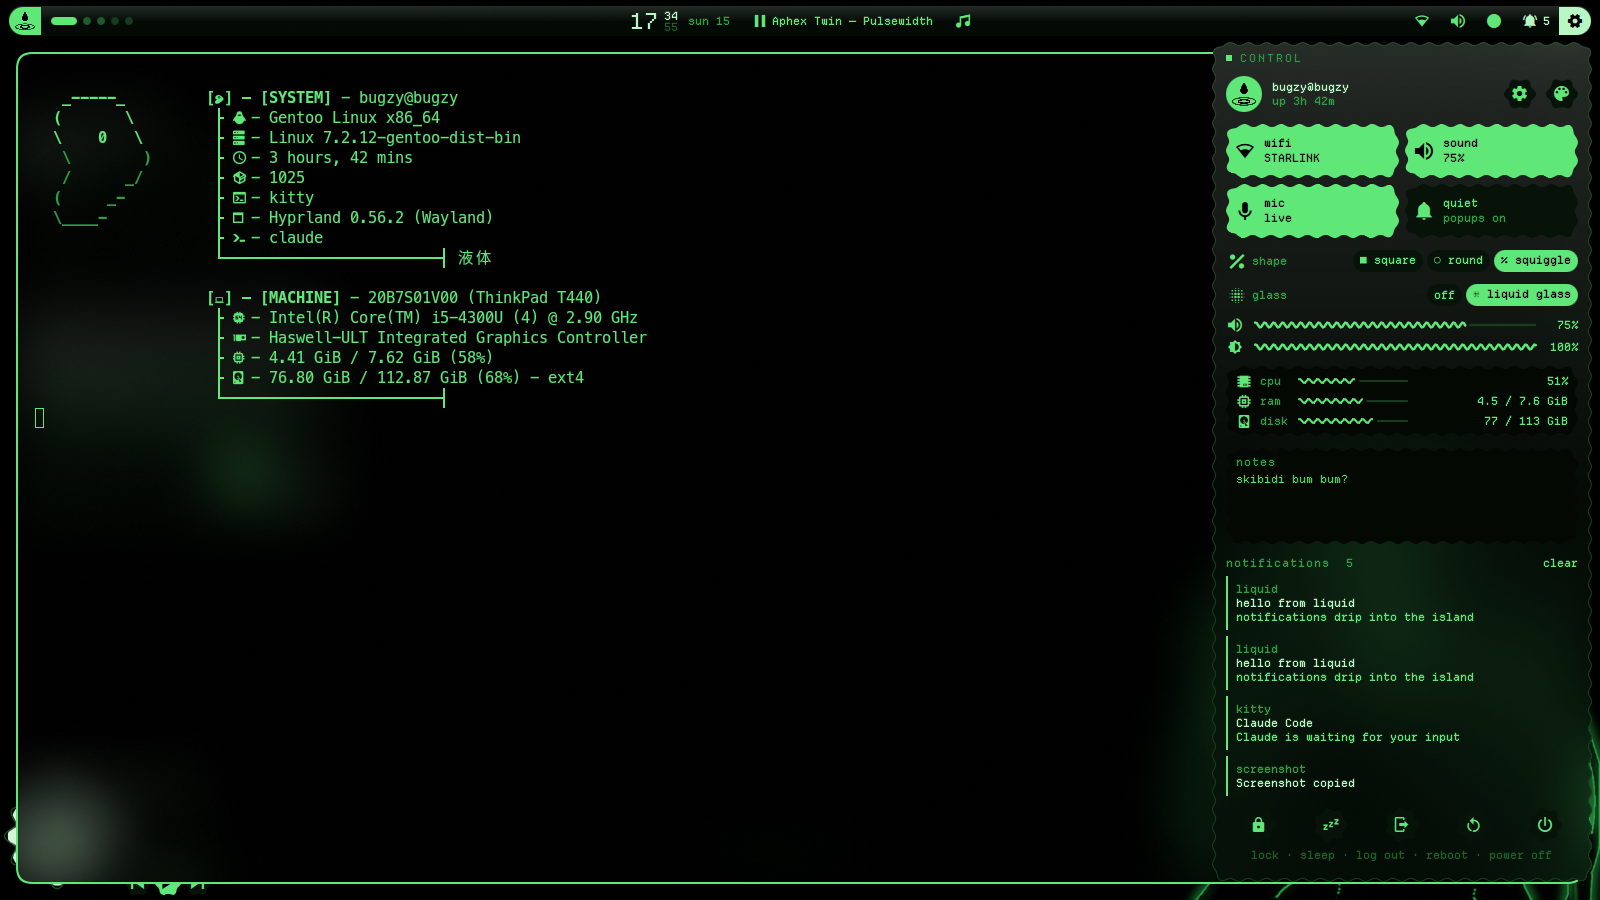 17 34 55 sun 15 Aphex Twin — Pulsewidth 5
[] — [SYSTEM] — bugzy@bugzy
— Gentoo Linux x86_64
— Linux 7.2.12-gentoo-dist-bin
— 3 hours, 42 mins
— 1025
— kitty
— Hyprland 0.56.2 (Wayland)
— claude
液体
[] — [MACHINE] — 20B7S01V00 (ThinkPad T440)
— Intel(R) Core(TM) i5-4300U (4) @ 2.90 GHz
— Haswell-ULT Integrated Graphics Controller
— 4.41 GiB / 7.62 GiB (58%)
— 76.80 GiB / 112.87 GiB (68%) — ext4
CONTROL
bugzy@bugzy
up 3h 42m
wifi
STARLINK
sound
75%
mic
live
quiet
popups on
shape square round squiggle
glass off liquid glass
75%
100%
cpu 51%
ram 4.5 / 7.6 GiB
disk 77 / 113 GiB
notes
skibidi bum bum?
notifications 5 clear
liquid
hello from liquid
notifications drip into the island
liquid
hello from liquid
notifications drip into the island
kitty
Claude Code
Claude is waiting for your input
screenshot
Screenshot copied
zzz
lock · sleep · log out · reboot · power off